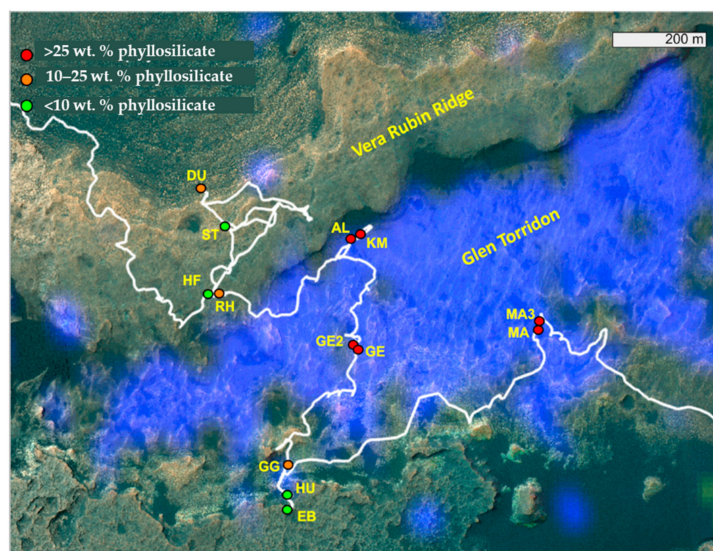 >25 wt. % phyllosilicate
10–25 wt. % phyllosilicate
<10 wt. % phyllosilicate
200 m
Vera Rubin Ridge
Glen Torridon
DU
ST
AL
KM
HF
RH
MA3
MA
GE2
GE
GG
HU
EB